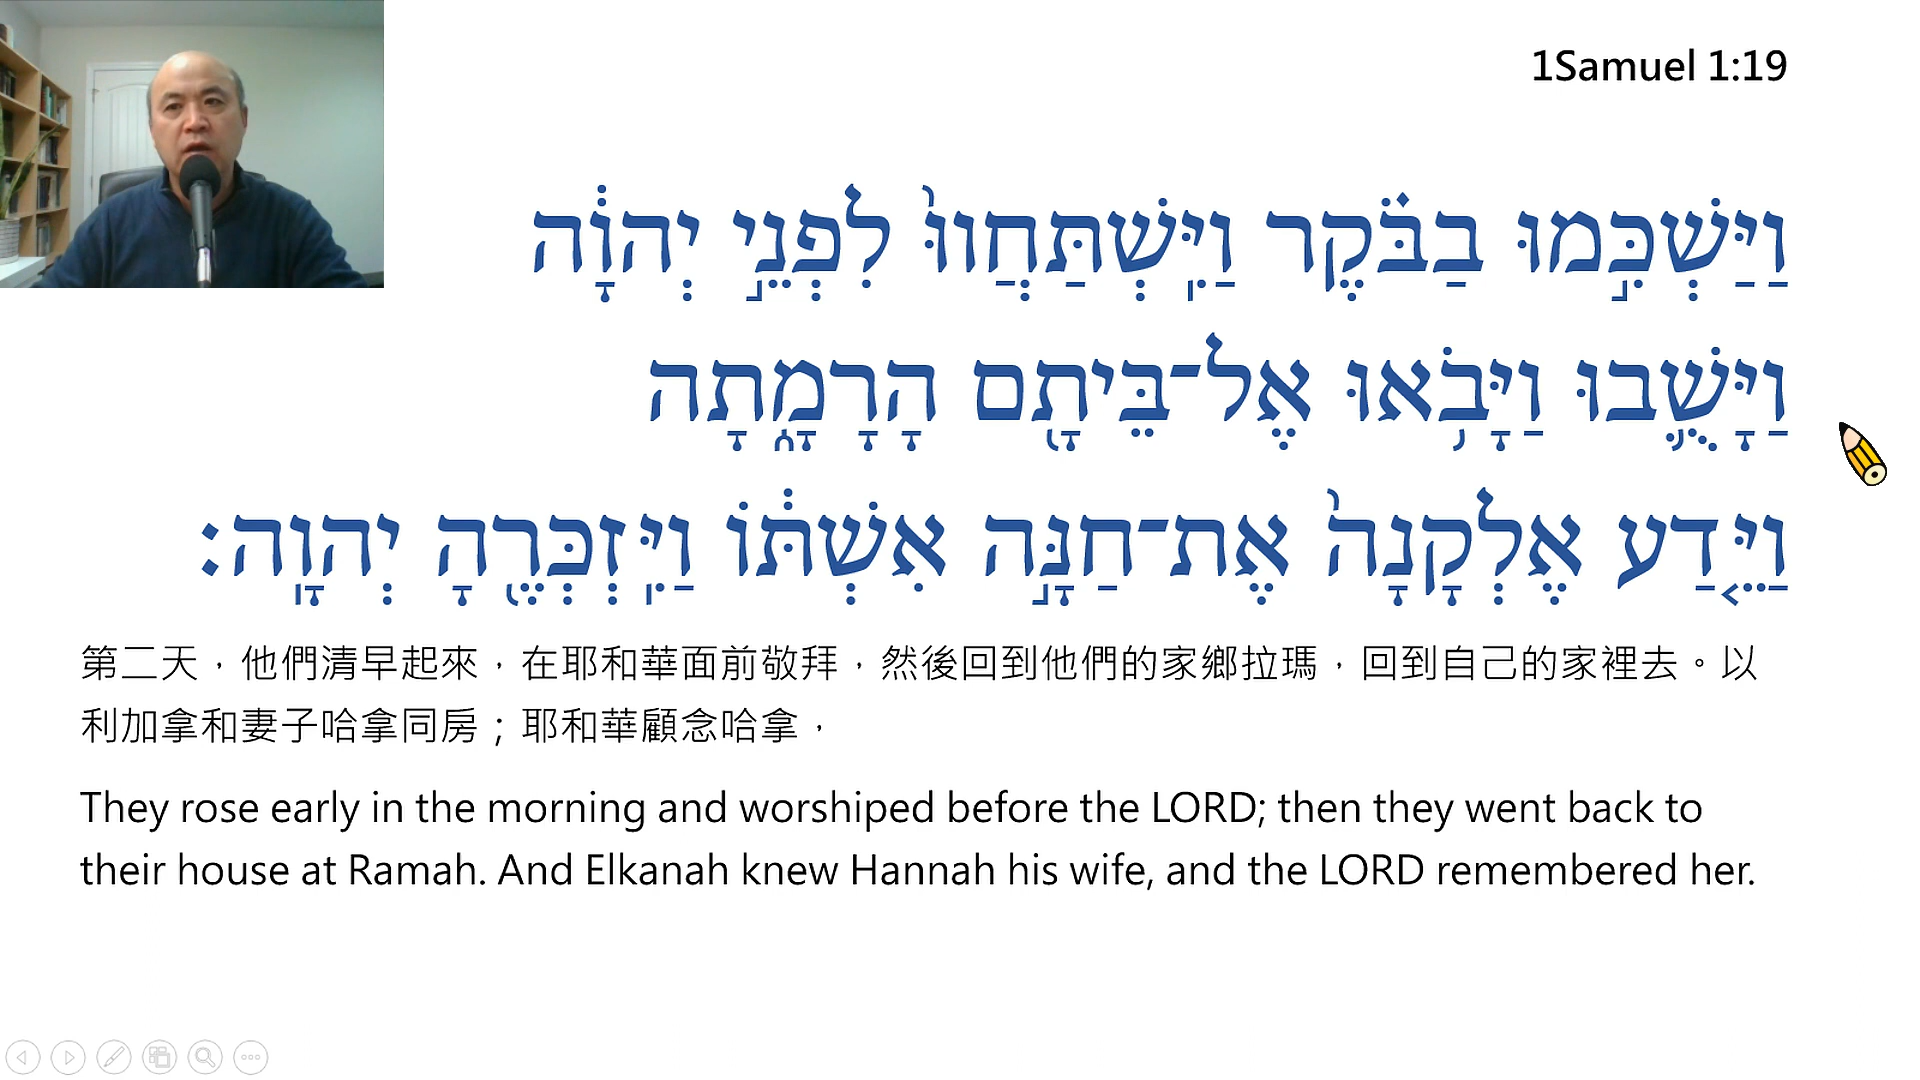 1Samuel 1:19
וַיַּשְׁכִּ֣מוּ בַבֹּ֗קֶר וַיִּֽשְׁתַּחֲווּ֙ לִפְנֵ֣י יְהוָ֔ה
וַיָּשֻׁ֛בוּ וַיָּבֹ֥אוּ אֶל־בֵּיתָ֖ם הָרָמָ֑תָה
וַיֵּ֤דַע אֶלְקָנָה֙ אֶת־חַנָּ֣ה אִשְׁתּ֔וֹ וַיִּֽזְכְּרֶ֖הָ יְהוָֽה׃
第二天，他們清早起來，在耶和華面前敬拜，然後回到他們的家鄉拉瑪，回到自己的家裡去。以
利加拿和妻子哈拿同房；耶和華顧念哈拿，
They rose early in the morning and worshiped before the LORD; then they went back to
their house at Ramah. And Elkanah knew Hannah his wife, and the LORD remembered her.